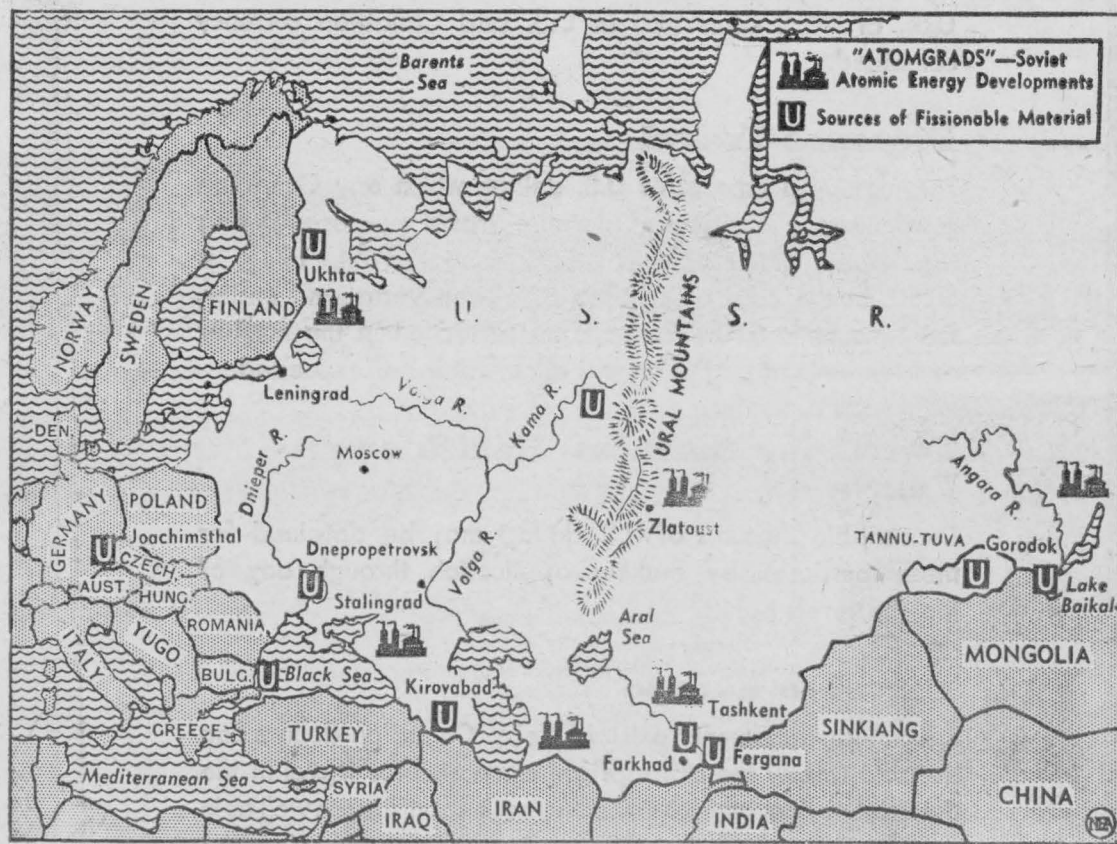 Barents
Sea
"ATOMGRADS"—Soviet
Atomic Energy Developments
U Sources of Fissionable Material
U
Ukhta
NORWAY
SWEDEN
FINLAND
U. S. S. R.
URAL MOUNTAINS
Leningrad
Volga R.
Kama R.
U
DEN.
Dnieper R.
Moscow
Angara R.
Zlatoust
GERMANY
POLAND
Joachimsthal
U
CZECH.
Dnepropetrovsk
Volga R.
TANNU-TUVA
Gorodok
U
U
Lake
Baikal
AUST.
HUNG.
U
Stalingrad
ROMANIA
Aral
Sea
ITALY
YUGO
MONGOLIA
BULG.
U
Black Sea
Kirovabad
U
Tashkent
SINKIANG
GREECE
TURKEY
U
U
Farkhad
Fergana
Mediterranean Sea
SYRIA
IRAQ
IRAN
INDIA
CHINA
NEA